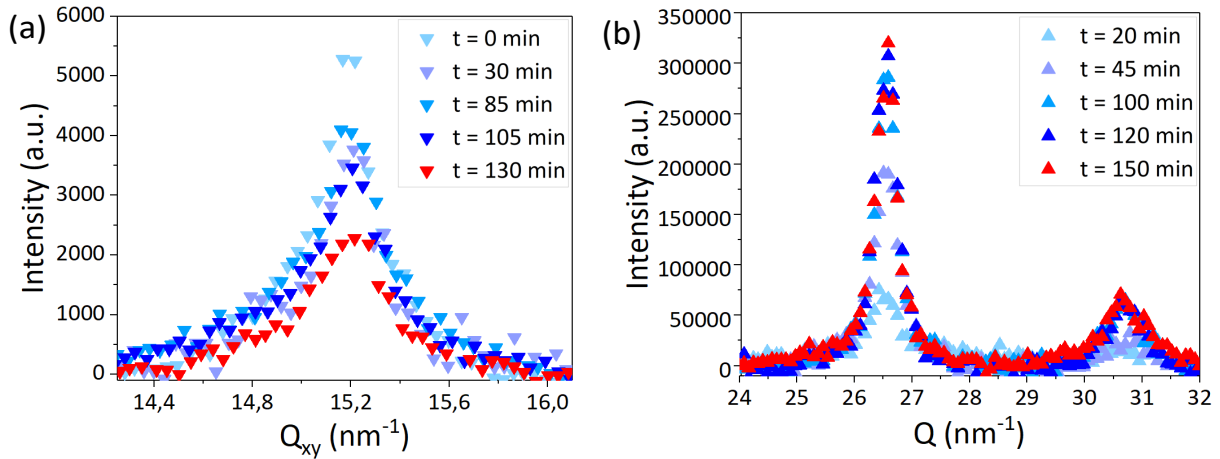 (a)
6000
5000
4000
3000
2000
1000
0
Intensity (a.u.)
t = 0 min
t = 30 min
t = 85 min
t = 105 min
t = 130 min
14,4 14,8 15,2 15,6 16,0
Qxy (nm-1)
(b)
350000
300000
250000
200000
150000
100000
50000
0
Intensity (a.u.)
t = 20 min
t = 45 min
t = 100 min
t = 120 min
t = 150 min
24 25 26 27 28 29 30 31 32
Q (nm-1)